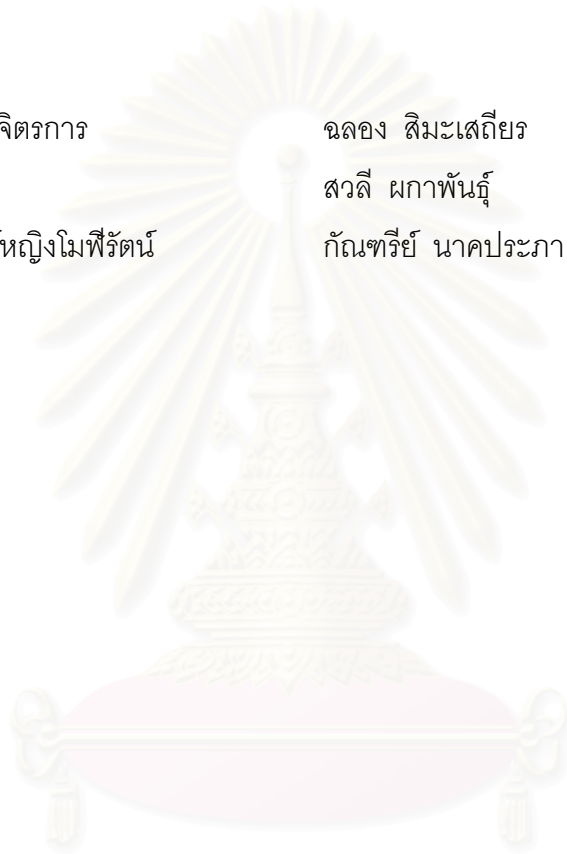 จิตรการ ฉลอง สิมะเสถียร
สวลี ผกาพันธุ์
หญิงโมฬีรัตน์ กัณฑรีย์ นาคประภา